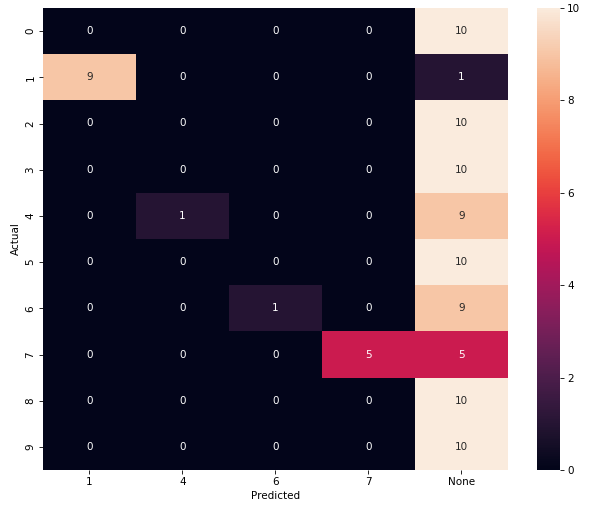 0 0 0 0 0 10
1 9 0 0 0 1
2 0 0 0 0 10
3 0 0 0 0 10
4 0 1 0 0 9
5 0 0 0 0 10
6 0 0 1 0 9
7 0 0 0 5 5
8 0 0 0 0 10
9 0 0 0 0 10
Actual
1 4 6 7 None
Predicted
10
8
6
4
2
0